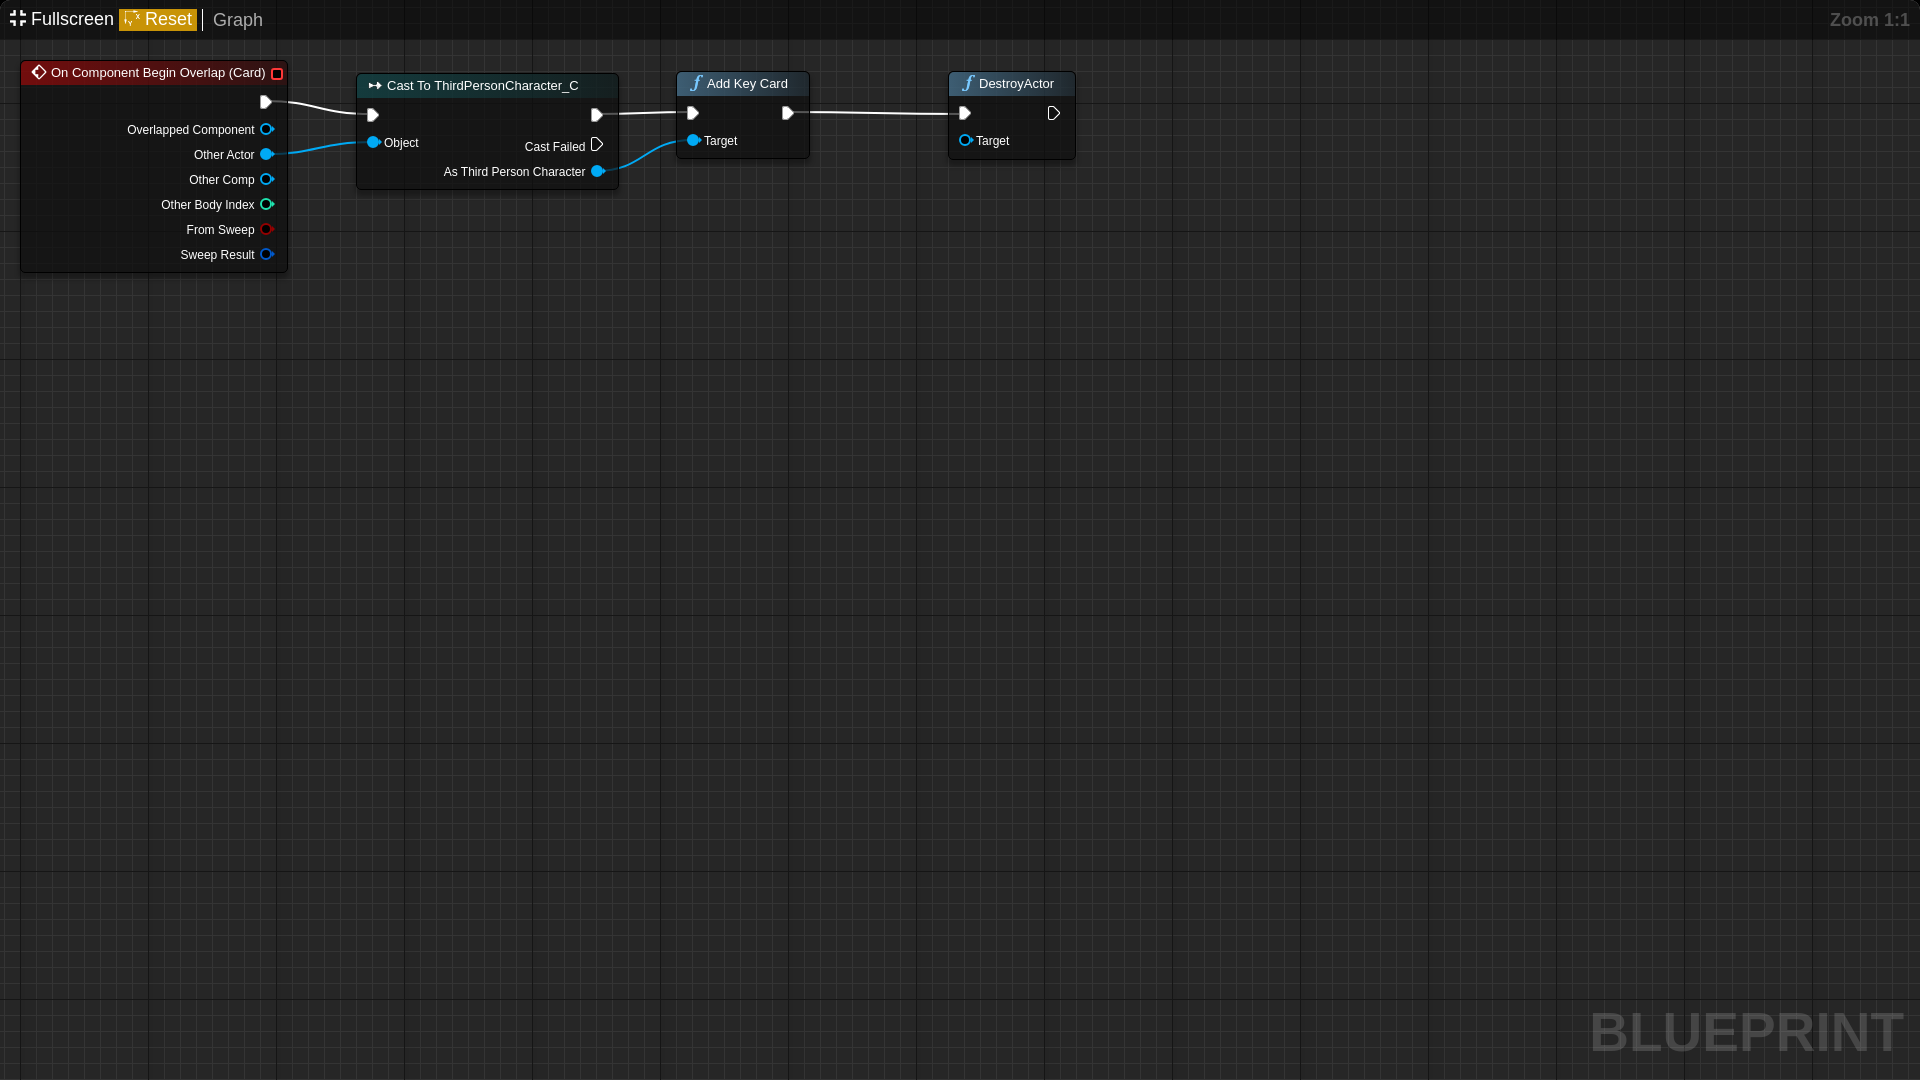 Fullscreen Reset Graph Zoom 1:1
On Component Begin Overlap (Card)
Overlapped Component
Other Actor
Other Comp
Other Body Index
From Sweep
Sweep Result
Cast To ThirdPersonCharacter_C
Object
Cast Failed
As Third Person Character
f Add Key Card
Target
f DestroyActor
Target
BLUEPRINT